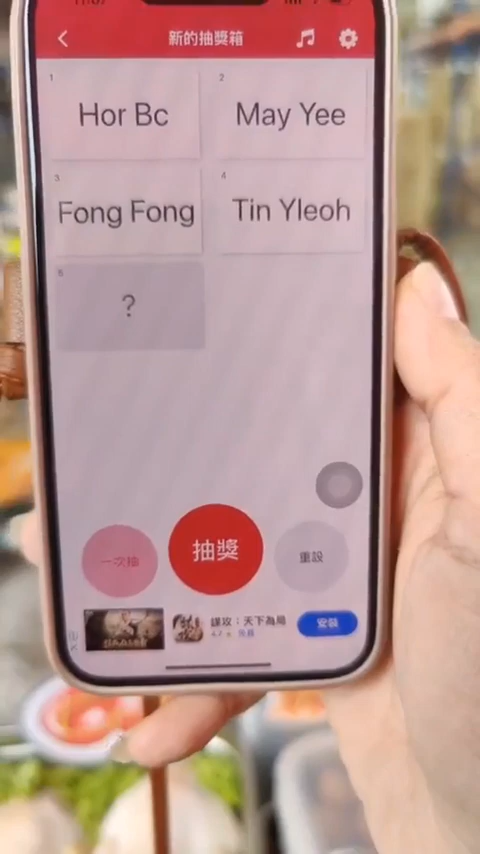 新的抽獎箱
1
Hor Bc
2
May Yee
3
Fong Fong
4
Tin Yleoh
5
?
一次抽
抽獎
重設
謀攻：天下為局
4.7 ★ 免費
安裝